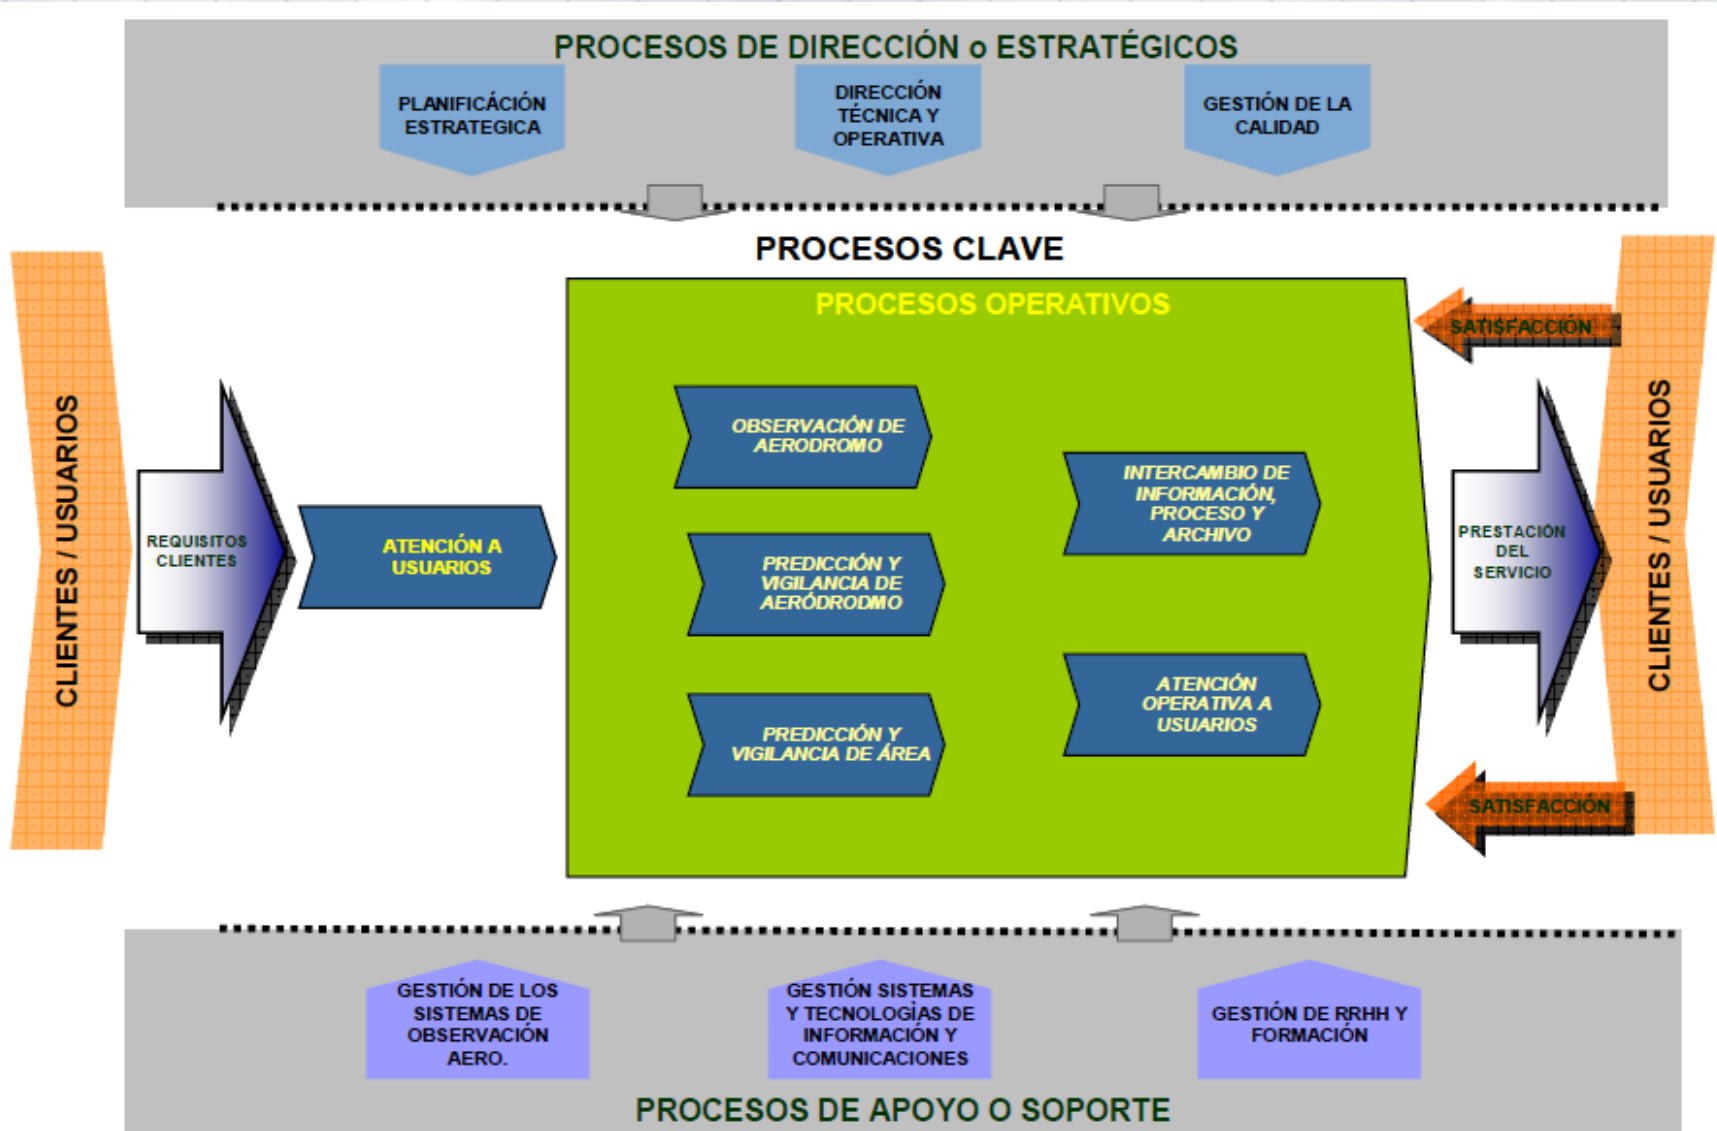 PROCESOS DE DIRECCIÓN o ESTRATÉGICOS
PLANIFICÁCIÓN
ESTRATEGICA
DIRECCIÓN
TÉCNICA Y
OPERATIVA
GESTIÓN DE LA
CALIDAD
PROCESOS CLAVE
PROCESOS OPERATIVOS
CLIENTES / USUARIOS
REQUISITOS
CLIENTES
ATENCIÓN A
USUARIOS
OBSERVACIÓN DE
AERODROMO
PREDICCIÓN Y
VIGILANCIA DE
AERÓDRODMO
PREDICCIÓN Y
VIGILANCIA DE ÁREA
INTERCAMBIO DE
INFORMACIÓN,
PROCESO Y
ARCHIVO
ATENCIÓN
OPERATIVA A
USUARIOS
SATISFACCIÓN
PRESTACIÓN
DEL
SERVICIO
SATISFACCIÓN
CLIENTES / USUARIOS
GESTIÓN DE LOS
SISTEMAS DE
OBSERVACIÓN
AERO.
GESTIÓN SISTEMAS
Y TECNOLOGÌAS DE
INFORMACIÓN Y
COMUNICACIONES
GESTIÓN DE RRHH Y
FORMACIÓN
PROCESOS DE APOYO O SOPORTE